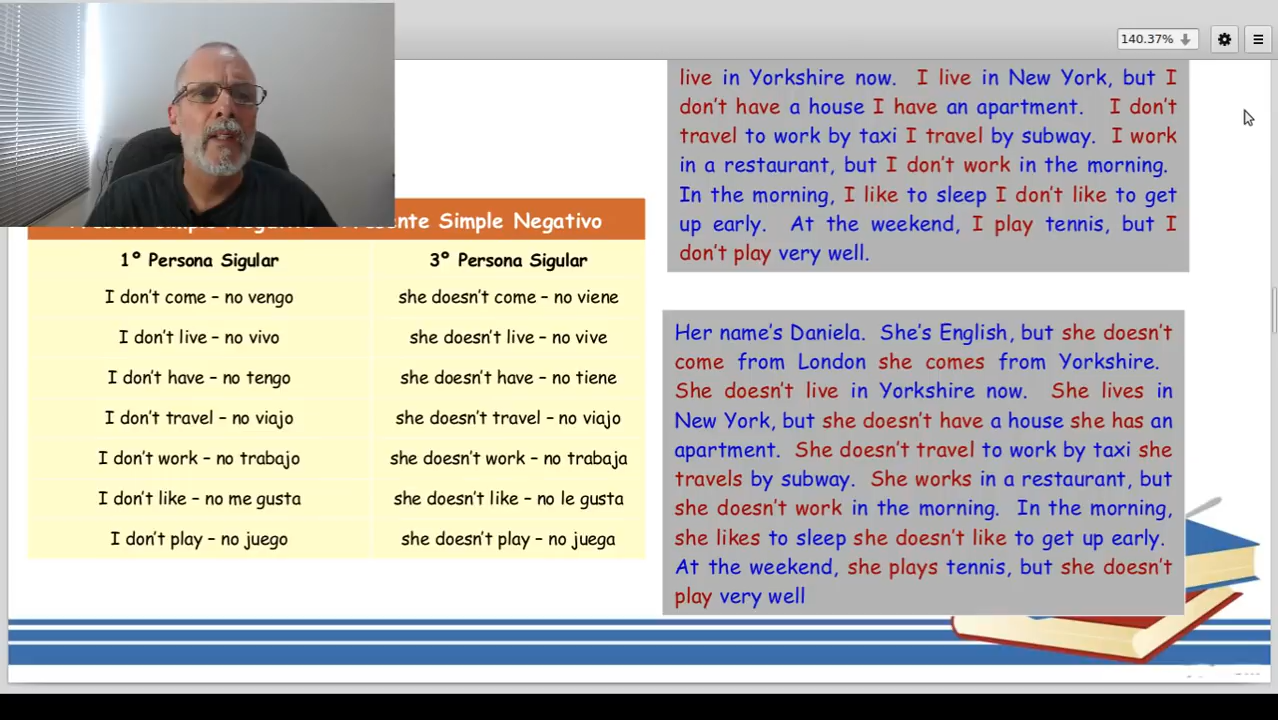 140.37%
live in Yorkshire now. I live in New York, but I
don't have a house I have an apartment. I don't
travel to work by taxi I travel by subway. I work
in a restaurant, but I don't work in the morning.
In the morning, I like to sleep I don't like to get
up early. At the weekend, I play tennis, but I
don't play very well.
Simple Negativo
1º Persona Sigular 3º Persona Sigular
I don't come – no vengo she doesn't come – no viene
I don't live – no vivo she doesn't live – no vive
I don't have – no tengo she doesn't have – no tiene
I don't travel – no viajo she doesn't travel – no viajo
I don't work – no trabajo she doesn't work – no trabaja
I don't like – no me gusta she doesn't like – no le gusta
I don't play – no juego she doesn't play – no juega
Her name's Daniela. She's English, but she doesn't
come from London she comes from Yorkshire.
She doesn't live in Yorkshire now. She lives in
New York, but she doesn't have a house she has an
apartment. She doesn't travel to work by taxi she
travels by subway. She works in a restaurant, but
she doesn't work in the morning. In the morning,
she likes to sleep she doesn't like to get up early.
At the weekend, she plays tennis, but she doesn't
play very well